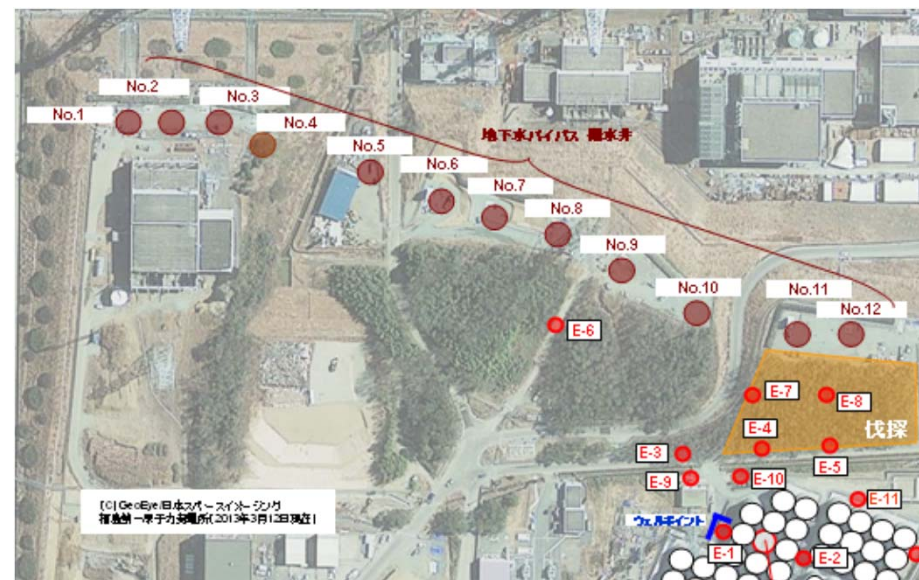 No.1
No.2
No.3
No.4
No.5
No.6
No.7
No.8
No.9
No.10
No.11
No.12
地下水バイパス 揚水井
E-6
E-7
E-8
伐採
E-4
E-5
E-3
E-9
E-10
E-11
ウェルポイント
E-1
E-2
[C]GeoEye/日本スペースイメージング
福島第一原子力発電所(2013年3月12日現在)